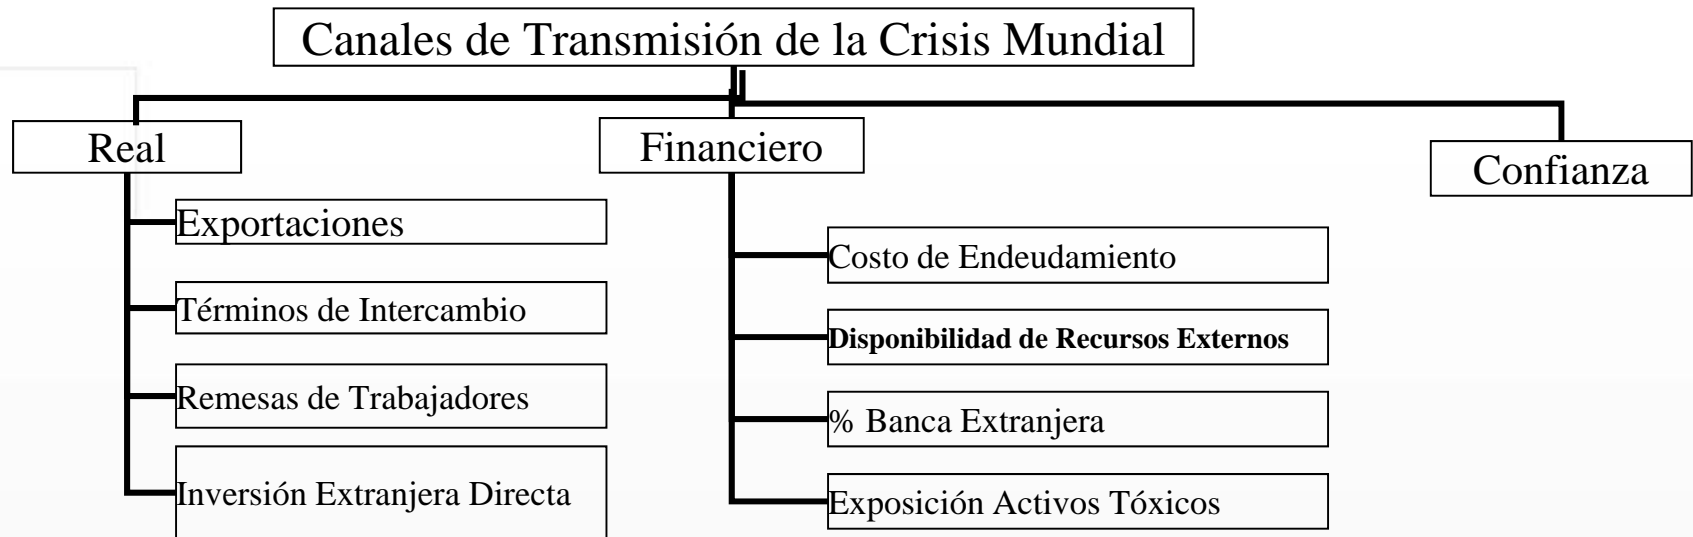 Canales de Transmisión de la Crisis Mundial
Real
Financiero
Confianza
Exportaciones
Términos de Intercambio
Remesas de Trabajadores
Inversión Extranjera Directa
Costo de Endeudamiento
Disponibilidad de Recursos Externos
% Banca Extranjera
Exposición Activos Tóxicos